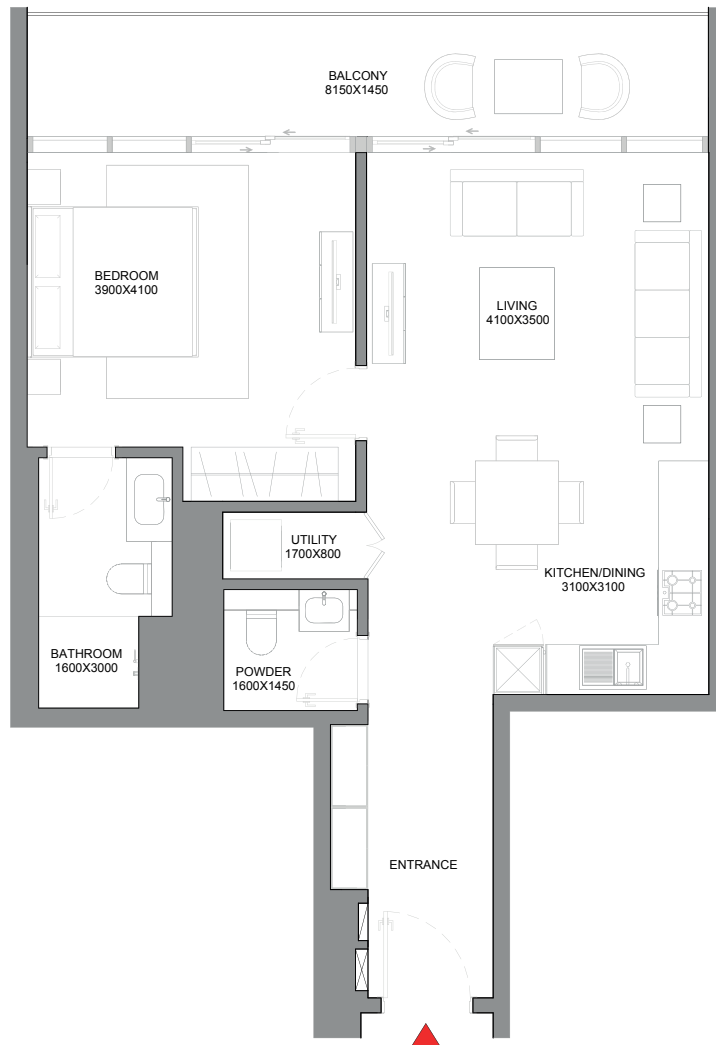 BALCONY
8150X1450
BEDROOM
3900X4100
LIVING
4100X3500
UTILITY
1700X800
KITCHEN/DINING
3100X3100
BATHROOM
1600X3000
POWDER
1600X1450
ENTRANCE